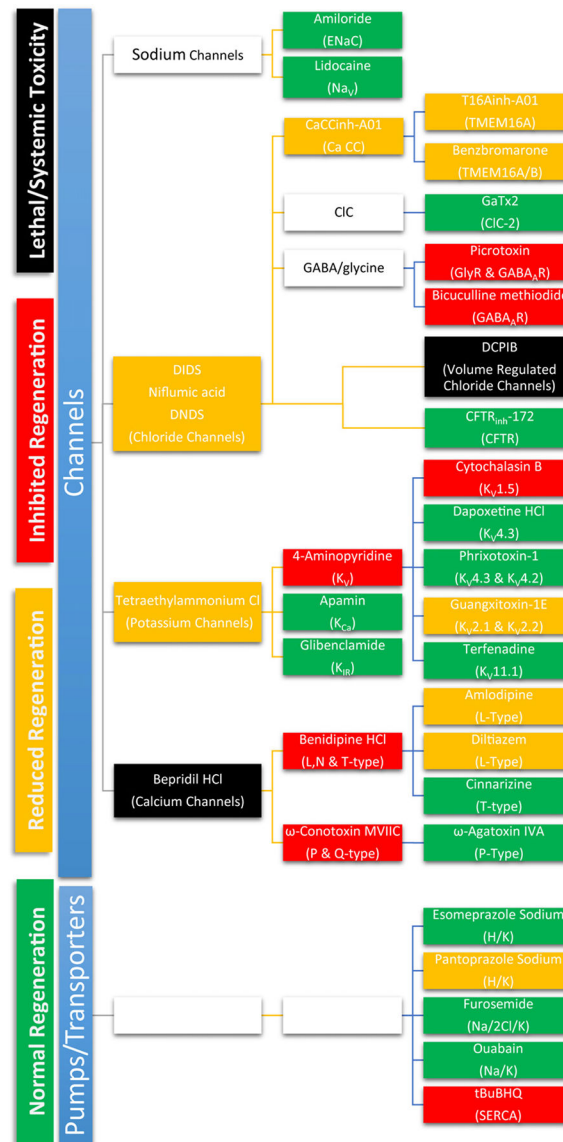 Lethal/Systemic Toxicity
Inhibited Regeneration
Reduced Regeneration
Normal Regeneration
Channels
Pumps/Transporters
Sodium Channels
Amiloride
(ENaC)
Lidocaine
(NaV)
DIDS
Niflumic acid
DNDS
(Chloride Channels)
CaCCinh-A01
(Ca CC)
T16Ainh-A01
(TMEM16A)
Benzbromarone
(TMEM16A/B)
ClC
GaTx2
(ClC-2)
GABA/glycine
Picrotoxin
(GlyR & GABAAR)
Bicuculline methiodide
(GABAAR)
DCPIB
(Volume Regulated
Chloride Channels)
CFTRinh-172
(CFTR)
Tetraethylammonium Cl
(Potassium Channels)
4-Aminopyridine
(KV)
Apamin
(KCa)
Glibenclamide
(KIR)
Cytochalasin B
(KV1.5)
Dapoxetine HCl
(KV4.3)
Phrixotoxin-1
(KV4.3 & KV4.2)
Guangxitoxin-1E
(KV2.1 & KV2.2)
Terfenadine
(KV11.1)
Bepridil HCl
(Calcium Channels)
Benidipine HCl
(L,N & T-type)
Amlodipine
(L-Type)
Diltiazem
(L-Type)
Cinnarizine
(T-type)
ω-Conotoxin MVIIC
(P & Q-type)
ω-Agatoxin IVA
(P-Type)
Esomeprazole Sodium
(H/K)
Pantoprazole Sodium
(H/K)
Furosemide
(Na/2Cl/K)
Ouabain
(Na/K)
tBuBHQ
(SERCA)